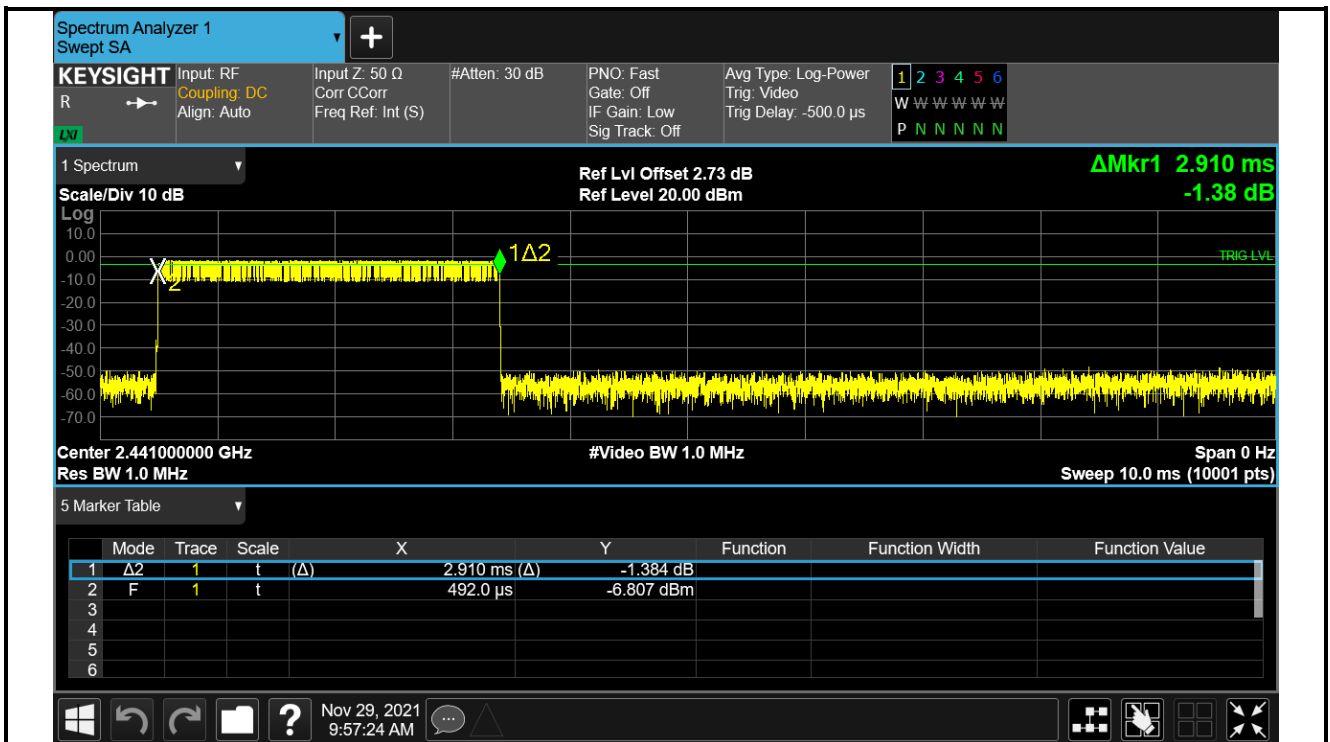 Spectrum Analyzer 1
Swept SA
+
KEYSIGHT
R
LXI
Input: RF
Coupling: DC
Align: Auto
Input Z: 50 Ω
Corr CCorr
Freq Ref: Int (S)
#Atten: 30 dB
PNO: Fast
Gate: Off
IF Gain: Low
Sig Track: Off
Avg Type: Log-Power
Trig: Video
Trig Delay: -500.0 µs
1 2 3 4 5 6
W W W W W W
P N N N N N
1 Spectrum
Scale/Div 10 dB
Ref Lvl Offset 2.73 dB
Ref Level 20.00 dBm
ΔMkr1 2.910 ms
-1.38 dB
Log
10.0
0.00
-10.0
-20.0
-30.0
-40.0
-50.0
-60.0
-70.0
X
2
1Δ2
TRIG LVL
Center 2.441000000 GHz
#Video BW 1.0 MHz
Span 0 Hz
Res BW 1.0 MHz
Sweep 10.0 ms (10001 pts)
5 Marker Table
Mode Trace Scale X Y Function Function Width Function Value
1 Δ2 1 t (Δ) 2.910 ms (Δ) -1.384 dB
2 F 1 t 492.0 µs -6.807 dBm
3
4
5
6
?
Nov 29, 2021
9:57:24 AM